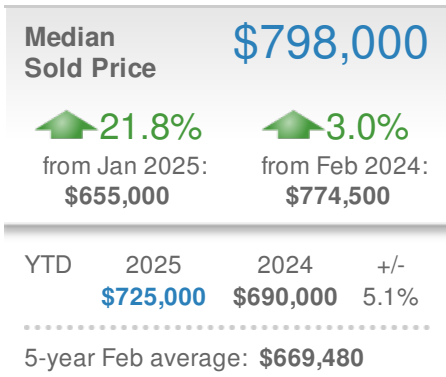 Median
Sold Price
$798,000
21.8%
from Jan 2025:
$655,000
3.0%
from Feb 2024:
$774,500
YTD 2025 2024 +/-
$725,000 $690,000 5.1%
5-year Feb average: $669,480